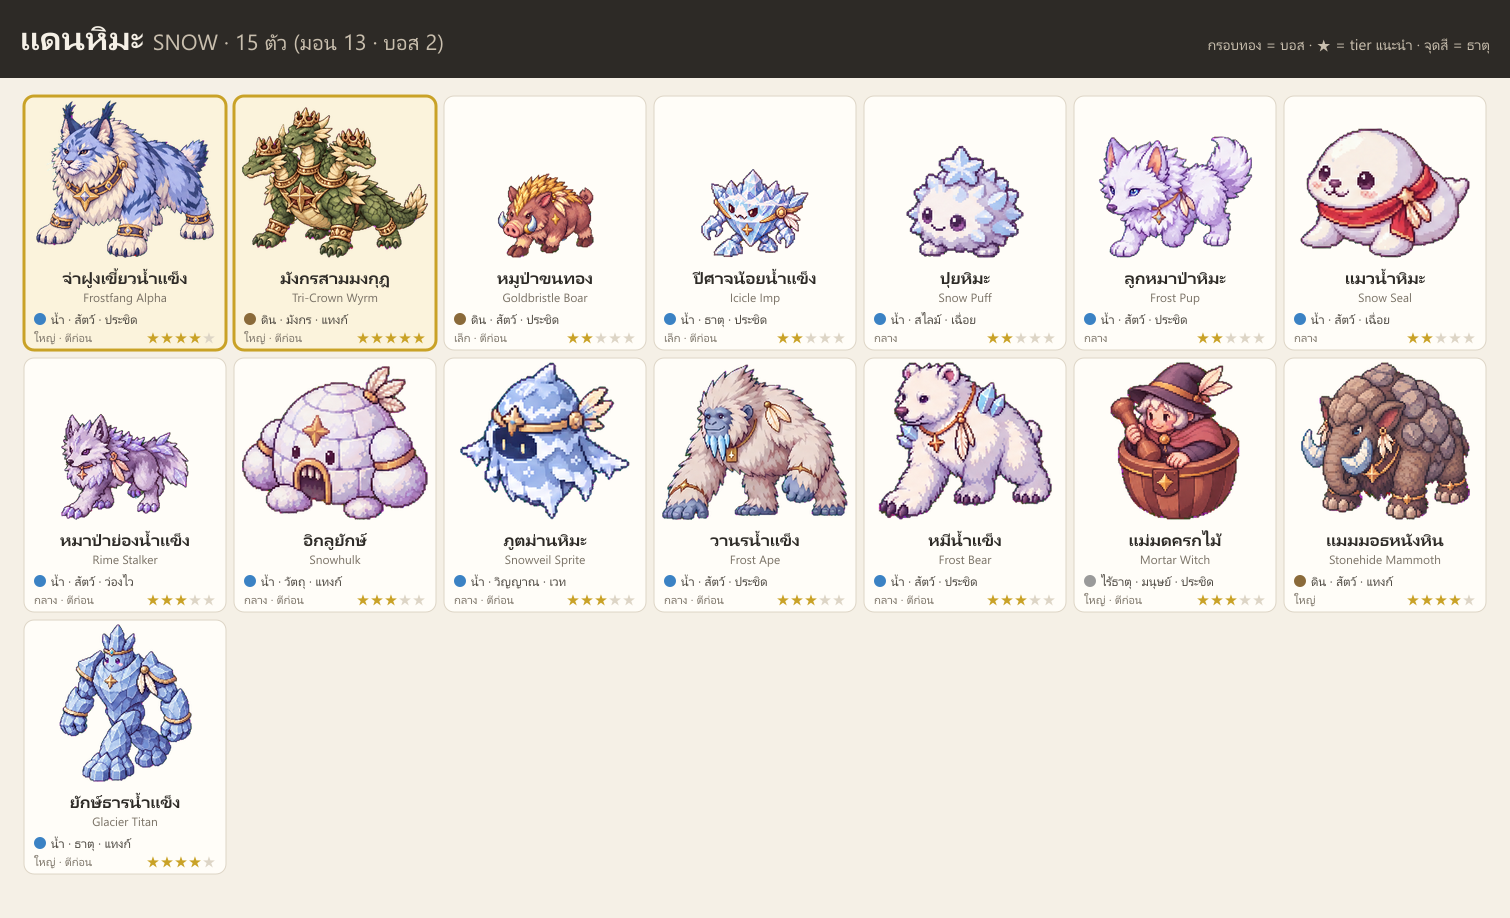 แดนหิมะ SNOW · 15 ตัว (มอน 13 · บอส 2)
กรอบทอง = บอส · ★ = tier แนะนำ · จุดสี = ธาตุ
จ่าฝูงเขี้ยวน้ำแข็ง
Frostfang Alpha
น้ำ · สัตว์ · ประชิด
ใหญ่ · ตีก่อน ★★★★★
มังกรสามมงกุฎ
Tri-Crown Wyrm
ดิน · มังกร · แทงก์
ใหญ่ · ตีก่อน ★★★★★
หมูป่าขนทอง
Goldbristle Boar
ดิน · สัตว์ · ประชิด
เล็ก · ตีก่อน ★★★★★
ปีศาจน้อยน้ำแข็ง
Icicle Imp
น้ำ · ธาตุ · ประชิด
เล็ก · ตีก่อน ★★★★★
ปุยหิมะ
Snow Puff
น้ำ · สไลม์ · เฉื่อย
กลาง ★★★★★
ลูกหมาป่าหิมะ
Frost Pup
น้ำ · สัตว์ · ประชิด
กลาง ★★★★★
แมวน้ำหิมะ
Snow Seal
น้ำ · สัตว์ · เฉื่อย
กลาง ★★★★★
หมาป่าย่องน้ำแข็ง
Rime Stalker
น้ำ · สัตว์ · ว่องไว
กลาง · ตีก่อน ★★★★★
อิกลูยักษ์
Snowhulk
น้ำ · วัตถุ · แทงก์
กลาง · ตีก่อน ★★★★★
ภูตม่านหิมะ
Snowveil Sprite
น้ำ · วิญญาณ · เวท
กลาง · ตีก่อน ★★★★★
วานรน้ำแข็ง
Frost Ape
น้ำ · สัตว์ · ประชิด
กลาง · ตีก่อน ★★★★★
หมีน้ำแข็ง
Frost Bear
น้ำ · สัตว์ · ประชิด
กลาง · ตีก่อน ★★★★★
แม่มดครกไม้
Mortar Witch
ไร้ธาตุ · มนุษย์ · ประชิด
ใหญ่ · ตีก่อน ★★★★★
แมมมอธหนังหิน
Stonehide Mammoth
ดิน · สัตว์ · แทงก์
ใหญ่ ★★★★★
ยักษ์ธารน้ำแข็ง
Glacier Titan
น้ำ · ธาตุ · แทงก์
ใหญ่ · ตีก่อน ★★★★★